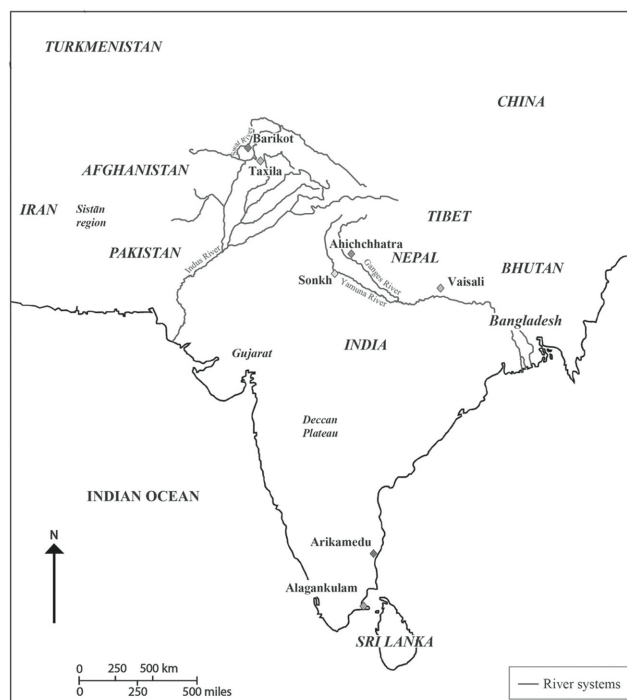 TURKMENISTAN
CHINA
Swat River
Barikot
Taxila
AFGHANISTAN
IRAN
Sistān
region
TIBET
PAKISTAN
Indus River
Ahichchhatra
NEPAL
Ganges River
BHUTAN
Sonkh
Yamuna River
Vaisali
Bangladesh
Gujarat
INDIA
Deccan
Plateau
INDIAN OCEAN
N
Arikamedu
Alagankulam
SRI LANKA
0 250 500 km
0 250 500 miles
River systems